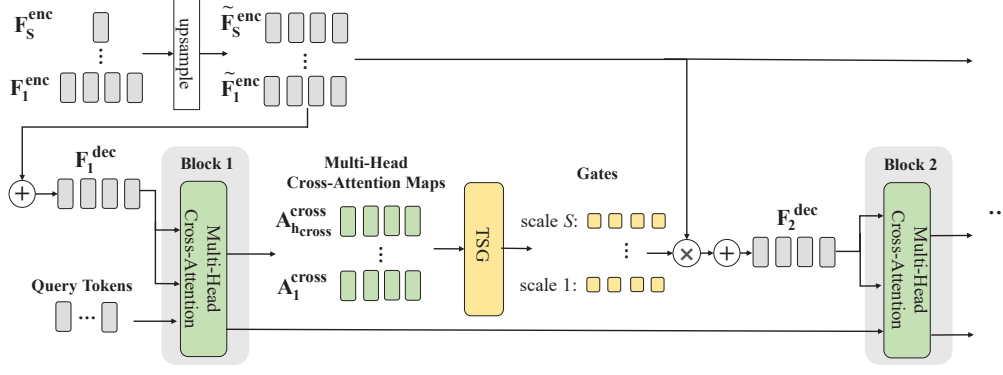 F_S^enc
...
F_1^enc
upsample
F̃_S^enc
...
F̃_1^enc
+
F_1^dec
Query Tokens
...
Block 1
Multi-Head
Cross-Attention
Multi-Head
Cross-Attention Maps
A_hcross^cross
...
A_1^cross
TSG
Gates
scale S:
...
scale 1:
×
+
F_2^dec
Block 2
Multi-Head
Cross-Attention
..